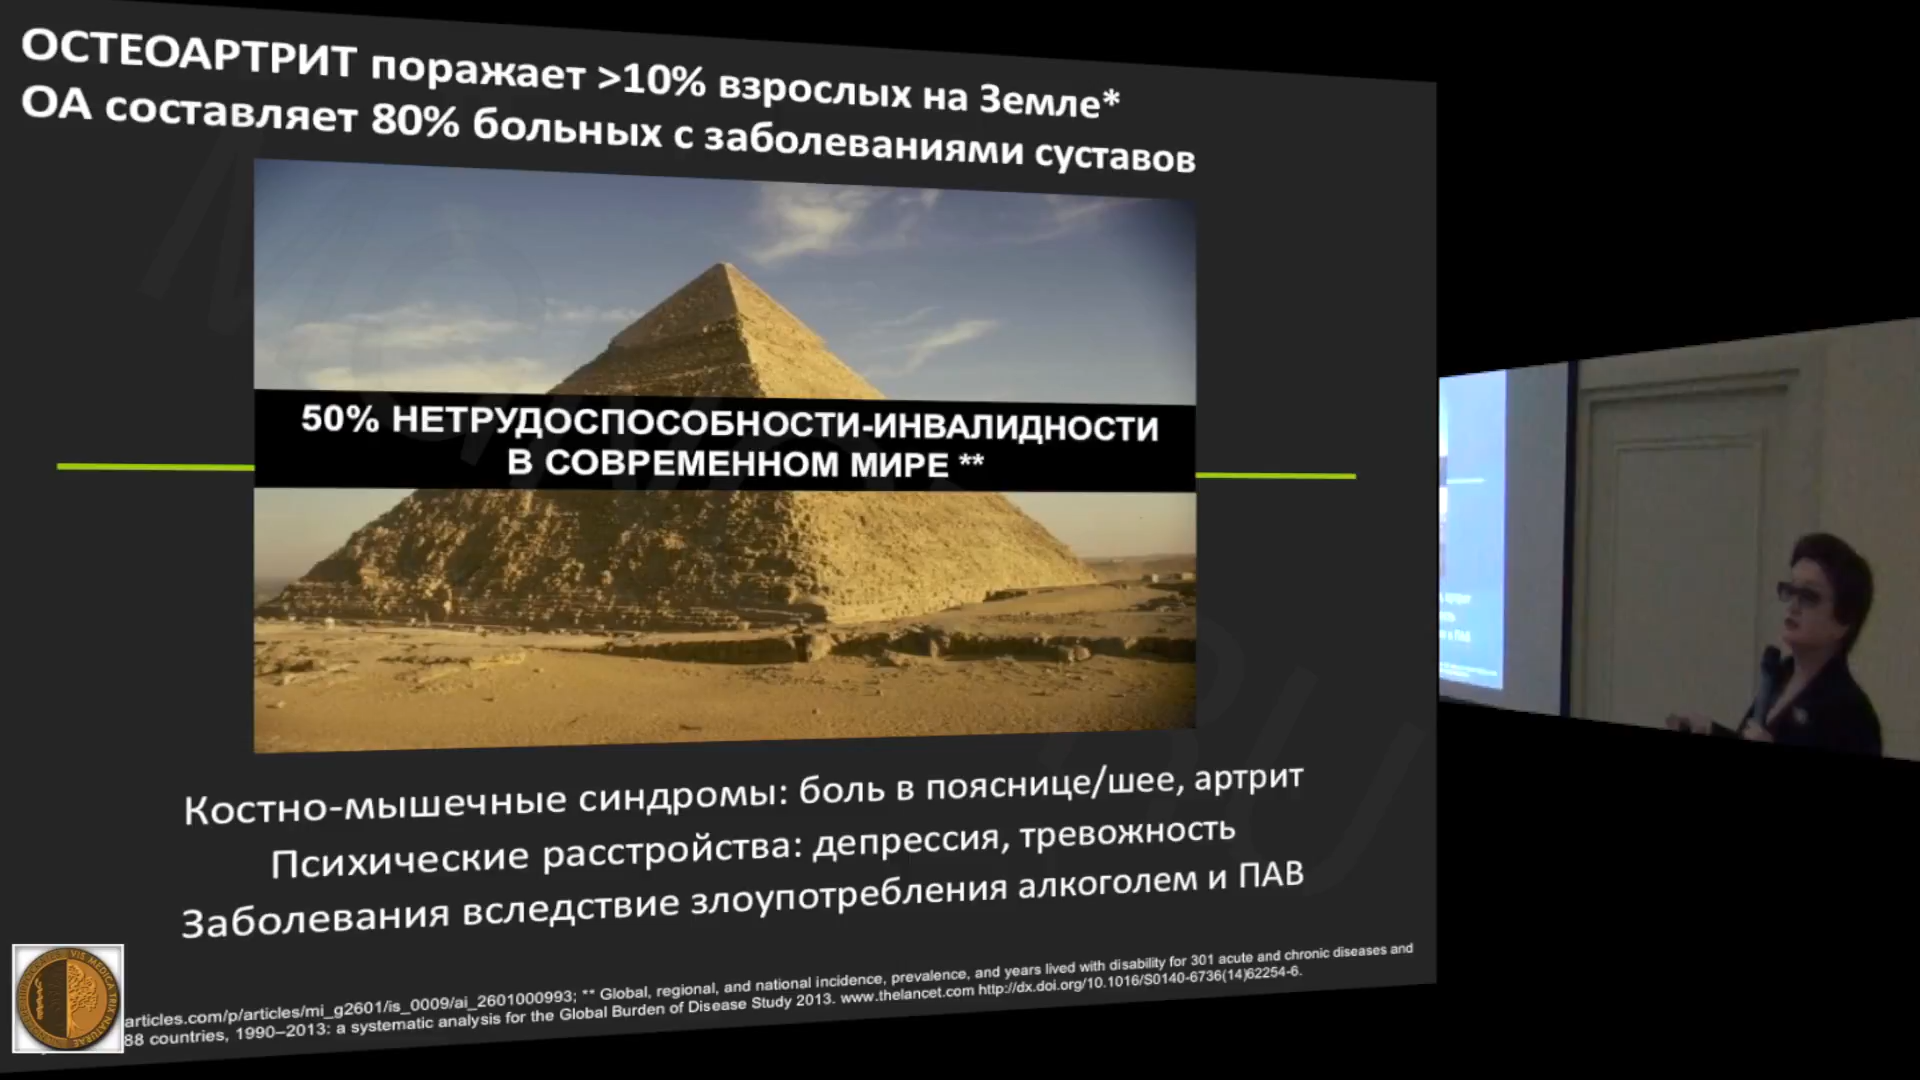 ОСТЕОАРТРИТ поражает >10% взрослых на Земле*
ОА составляет 80% больных с заболеваниями суставов
50% НЕТРУДОСПОСОБНОСТИ-ИНВАЛИДНОСТИ
В СОВРЕМЕННОМ МИРЕ **
Костно-мышечные синдромы: боль в пояснице/шее, артрит
Психические расстройства: депрессия, тревожность
Заболевания вследствие злоупотребления алкоголем и ПАВ
articles.com/p/articles/mi_g2601/is_0009/ai_2601000993; ** Global, regional, and national incidence, prevalence, and years lived with disability for 301 acute and chronic diseases and
88 countries, 1990–2013: a systematic analysis for the Global Burden of Disease Study 2013. www.thelancet.com http://dx.doi.org/10.1016/S0140-6736(14)62254-6.
VIS MEDICATRIX NATURAE